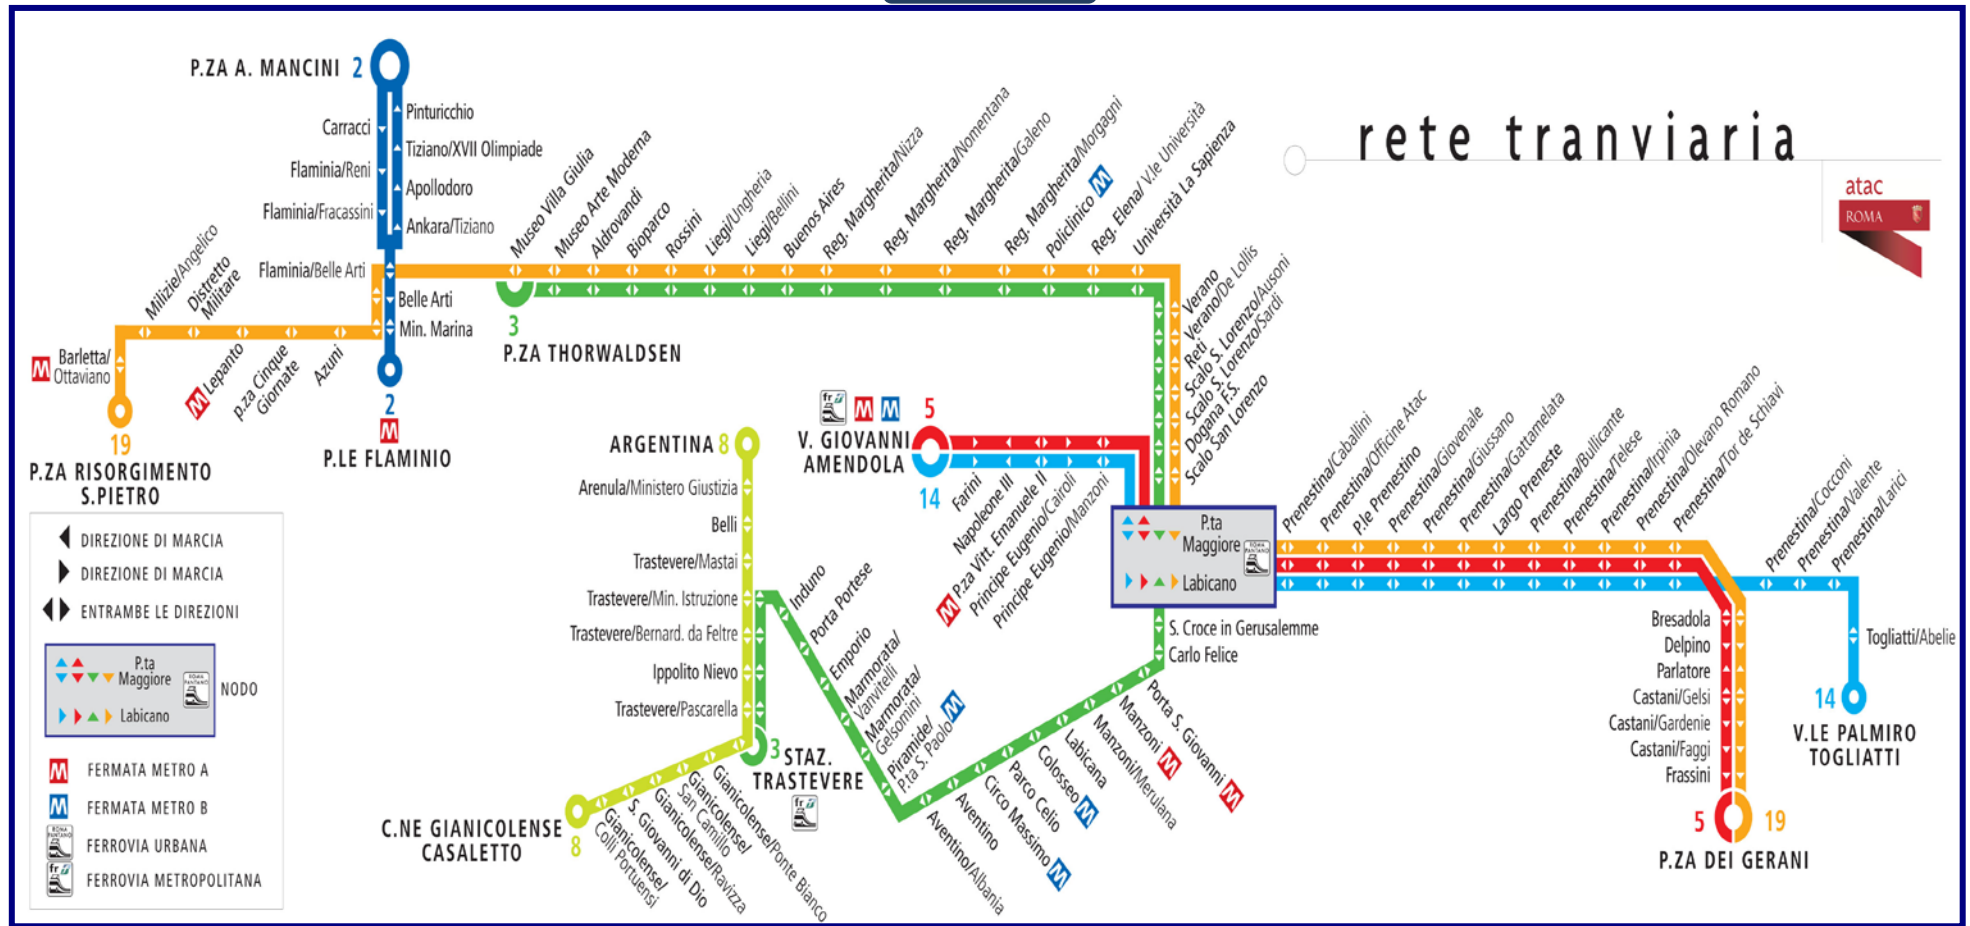 rete tranviaria
atac
ROMA
P.ZA A. MANCINI 2
Pinturicchio
Carracci
Tiziano/XVII Olimpiade
Flaminia/Reni
Apollodoro
Flaminia/Fracassini
Ankara/Tiziano
Flaminia/Belle Arti
Belle Arti
Min. Marina
2
M
P.LE FLAMINIO
Milizie/Angelico
Distretto
Militare
M Lepanto
p.za Cinque
Giornate
Azuni
M Barletta/
Ottaviano
19
P.ZA RISORGIMENTO
S.PIETRO
Museo Villa Giulia
Museo Arte Moderna
Aldrovandi
Bioparco
Rossini
Liegi/Ungheria
Liegi/Bellini
Buenos Aires
Reg. Margherita/Nizza
Reg. Margherita/Nomentana
Reg. Margherita/Galeno
Reg. Margherita/Morgagni
Policlinico M
Reg. Elena/ V.le Università
Università La Sapienza
3
P.ZA THORWALDSEN
Verano
Verano/De Lollis
Reti
Scalo S. Lorenzo/Ausoni
Scalo S. Lorenzo/Sardi
Dogana F.S.
Scalo San Lorenzo
fr M M 5
V. GIOVANNI
AMENDOLA
14
Farini
Napoleone III
M P.za Vitt. Emanuele II
Principe Eugenio/Cairoli
Principe Eugenio/Manzoni
P.ta
Maggiore
ROMA
PANTANO
Labicano
Prenestina/Caballini
Prenestina/Officine Atac
P.le Prenestino
Prenestina/Giovenale
Prenestina/Giussano
Prenestina/Gattamelata
Largo Preneste
Prenestina/Bullicante
Prenestina/Telese
Prenestina/Irpinia
Prenestina/Olevano Romano
Prenestina/Tor de Schiavi
Prenestina/Cocconi
Prenestina/Valente
Prenestina/Larici
Togliatti/Abelie
14
V.LE PALMIRO
TOGLIATTI
Bresadola
Delpino
Parlatore
Castani/Gelsi
Castani/Gardenie
Castani/Faggi
Frassini
5 19
P.ZA DEI GERANI
S. Croce in Gerusalemme
Carlo Felice
Porta S. Giovanni M
Manzoni M
Manzoni/Merulana
Labicana
Colosseo M
Parco Celio
Circo Massimo M
Aventino
Aventino/Albania
Piramide/
P.ta S. Paolo M
Marmorata/
Gelsomini
Marmorata/
Vanvitelli
Emporio
Porta Portese
Induno
ARGENTINA 8
Arenula/Ministero Giustizia
Belli
Trastevere/Mastai
Trastevere/Min. Istruzione
Trastevere/Bernard. da Feltre
Ippolito Nievo
Trastevere/Pascarella
3 STAZ.
TRASTEVERE
fr
Gianicolense/Ponte Bianco
Gianicolense/
San Camillo
Gianicolense/Ravizza
S. Giovanni di Dio
Gianicolense/
Colli Portuensi
C.NE GIANICOLENSE
CASALETTO
8
DIREZIONE DI MARCIA
DIREZIONE DI MARCIA
ENTRAMBE LE DIREZIONI
P.ta
Maggiore
ROMA
PANTANO
Labicano
NODO
M FERMATA METRO A
M FERMATA METRO B
ROMA
PANTANO
FERROVIA URBANA
fr FERROVIA METROPOLITANA